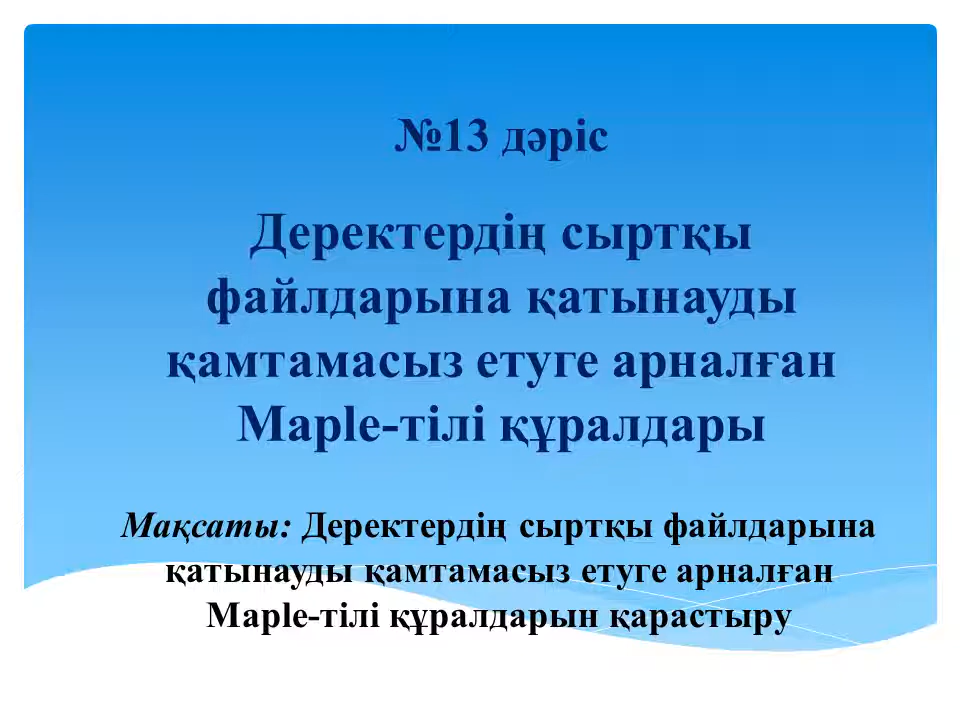 №13 дәріс
Деректердің сыртқы
файлдарына қатынауды
қамтамасыз етуге арналған
Maple-тілі құралдары
Мақсаты: Деректердің сыртқы файлдарына
қатынауды қамтамасыз етуге арналған
Maple-тілі құралдарын қарастыру